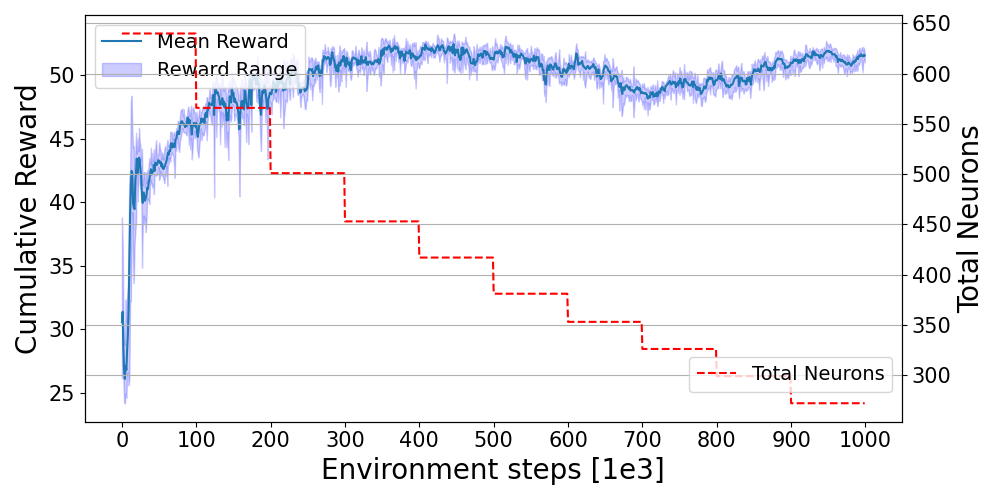 Mean Reward
Reward Range
Cumulative Reward
50
45
40
35
30
25
650
600
550
500
450
400
350
300
Total Neurons
Total Neurons
0 100 200 300 400 500 600 700 800 900 1000
Environment steps [1e3]